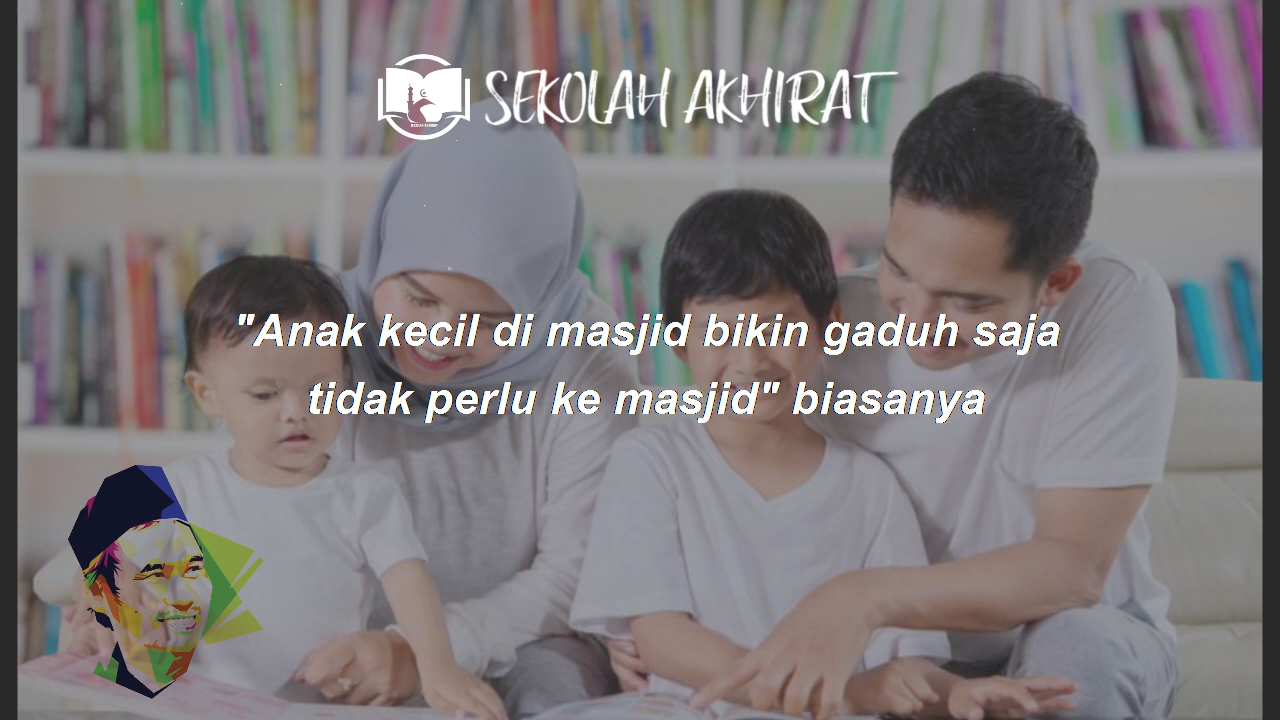 SEKOLAH AKHIRAT
"Anak kecil di masjid bikin gaduh saja
tidak perlu ke masjid" biasanya